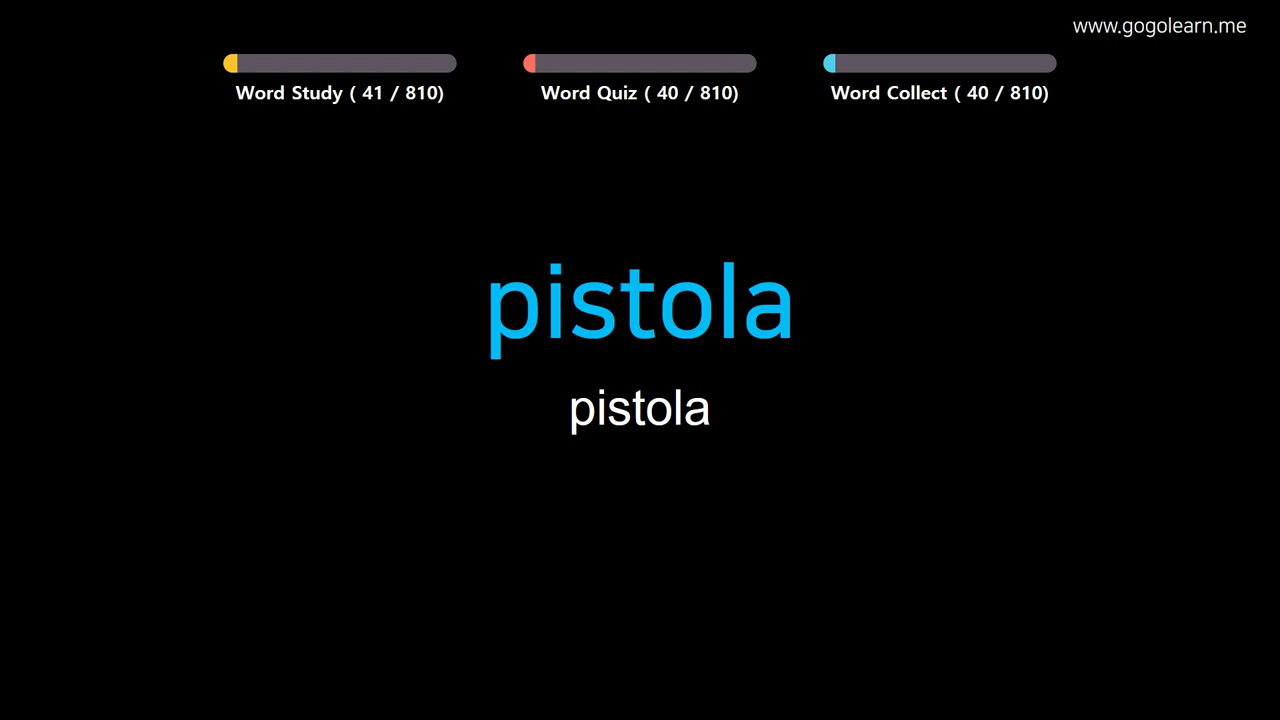 www.gogolearn.me
Word Study ( 41 / 810)
Word Quiz ( 40 / 810)
Word Collect ( 40 / 810)
pistola
pistola